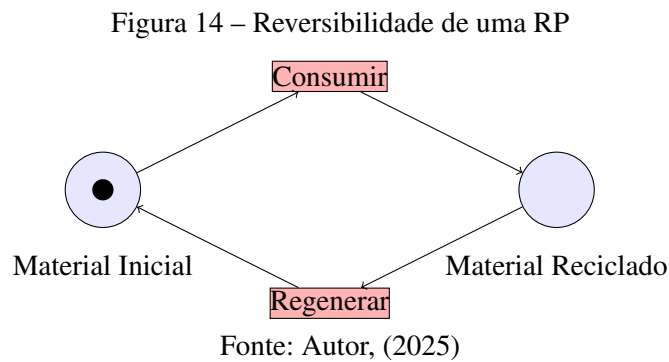 Figura 14 – Reversibilidade de uma RP
Consumir
Material Inicial
Material Reciclado
Regenerar
Fonte: Autor, (2025)